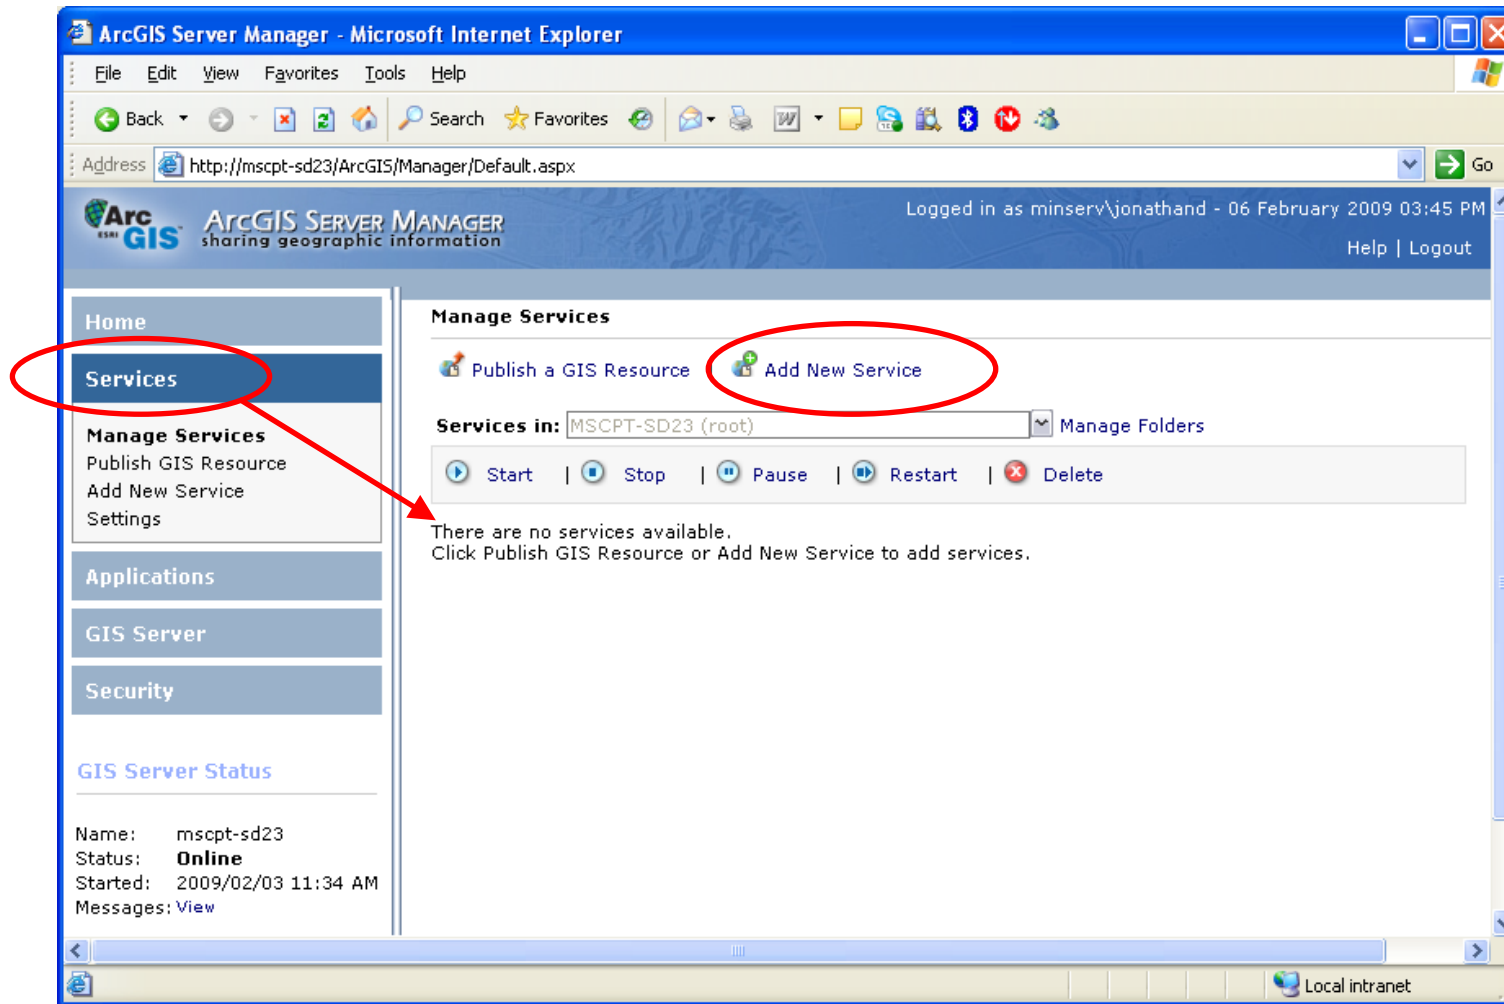 ArcGIS Server Manager - Microsoft Internet Explorer
File Edit View Favorites Tools Help
Back Search Favorites
Address http://mscpt-sd23/ArcGIS/Manager/Default.aspx Go
Arc GIS ESRI
ArcGIS Server Manager
sharing geographic information
Logged in as minserv\jonathand - 06 February 2009 03:45 PM
Help | Logout
Home
Services
Manage Services
Publish GIS Resource
Add New Service
Settings
Applications
GIS Server
Security
GIS Server Status
Name: mscpt-sd23
Status: Online
Started: 2009/02/03 11:34 AM
Messages: View
Manage Services
Publish a GIS Resource Add New Service
Services in: MSCPT-SD23 (root) Manage Folders
Start | Stop | Pause | Restart | Delete
There are no services available.
Click Publish GIS Resource or Add New Service to add services.
Local intranet